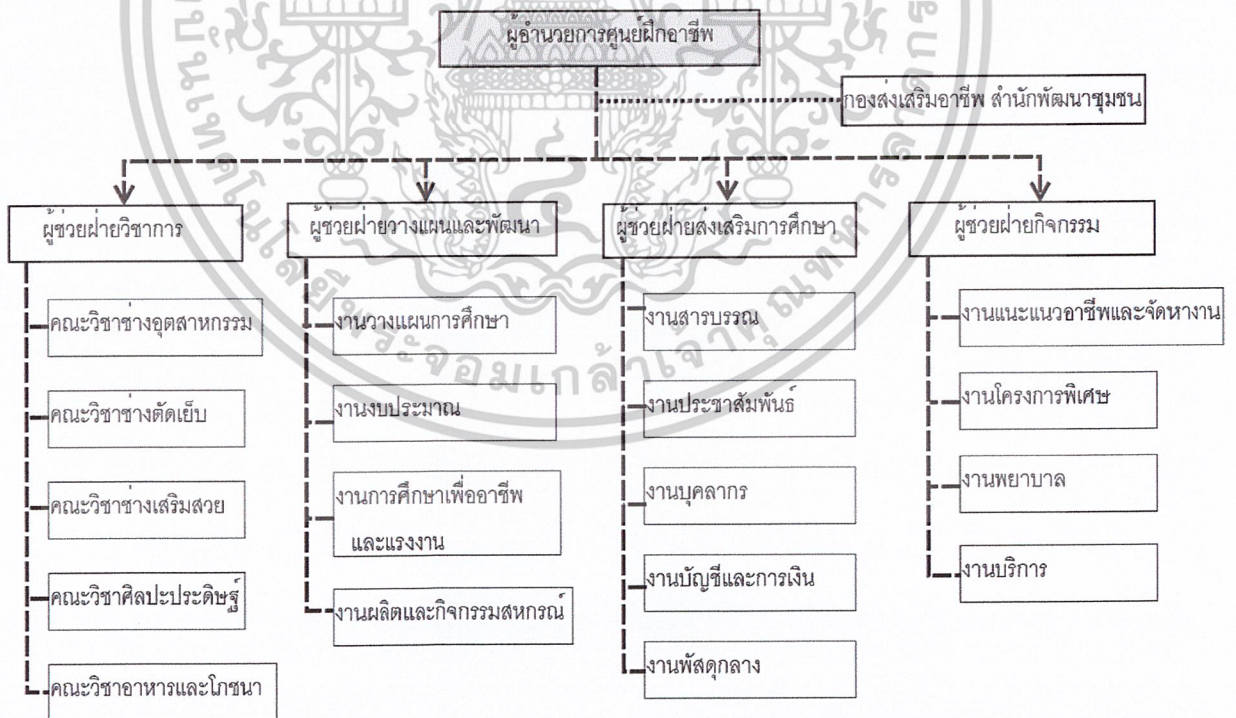 ผู้อำนวยการศูนย์ฝึกอาชีพ
กองส่งเสริมอาชีพ สำนักพัฒนาชุมชน
ผู้ช่วยฝ่ายวิชาการ
ผู้ช่วยฝ่ายวางแผนและพัฒนา
ผู้ช่วยฝ่ายส่งเสริมการศึกษา
ผู้ช่วยฝ่ายกิจกรรม
คณะวิชาช่างอุตสาหกรรม
คณะวิชาช่างตัดเย็บ
คณะวิชาช่างเสริมสวย
คณะวิชาศิลปะประดิษฐ์
คณะวิชาอาหารและโภชนา
งานวางแผนการศึกษา
งานงบประมาณ
งานการศึกษาเพื่ออาชีพ
และแรงงาน
งานผลิตและกิจกรรมสหกรณ์
งานสารบรรณ
งานประชาสัมพันธ์
งานบุคลากร
งานบัญชีและการเงิน
งานพัสดุกลาง
งานแนะแนวอาชีพและจัดหางาน
งานโครงการพิเศษ
งานพยาบาล
งานบริการ
พระจอมเกล้าเจ้าคุณทหาร